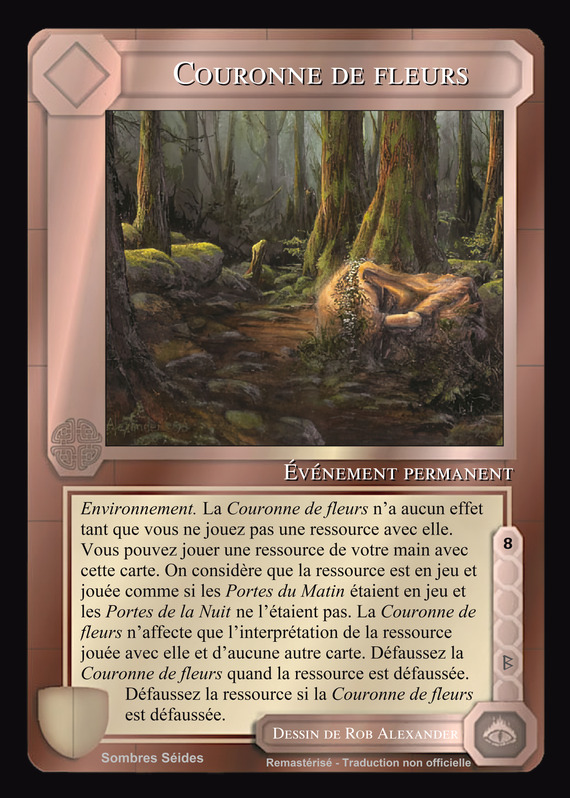 Couronne de fleurs
Événement permanent
Environnement. La Couronne de fleurs n’a aucun effet
tant que vous ne jouez pas une ressource avec elle.
Vous pouvez jouer une ressource de votre main avec
cette carte. On considère que la ressource est en jeu et
jouée comme si les Portes du Matin étaient en jeu et
les Portes de la Nuit ne l’étaient pas. La Couronne de
fleurs n’affecte que l’interprétation de la ressource
jouée avec elle et d’aucune autre carte. Défaussez la
Couronne de fleurs quand la ressource est défaussée.
Défaussez la ressource si la Couronne de fleurs
est défaussée.
8
ᛒ
Dessin de Rob Alexander
Sombres Séides
Remastérisé - Traduction non officielle